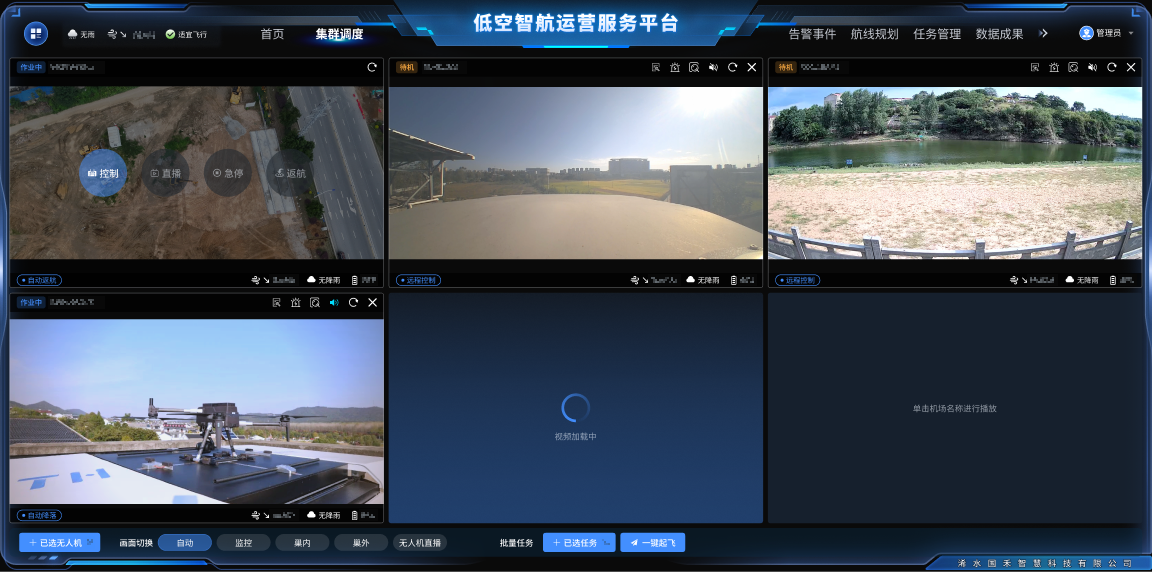 低空智航运营服务平台
无雨 适宜飞行 首页 集群调度 告警事件 航线规划 任务管理 数据成果 管理员
作业中
控制 直播 急停 返航
自动返航 无降雨
待机
远程控制 无降雨
待机
远程控制 无降雨
作业中
自动降落 无降雨
视频加载中
单击机场名称进行播放
已选无人机 画面切换 自动 监控 巢内 巢外 无人机直播 批量任务 已选任务 一键起飞
浠水国禾智慧科技有限公司